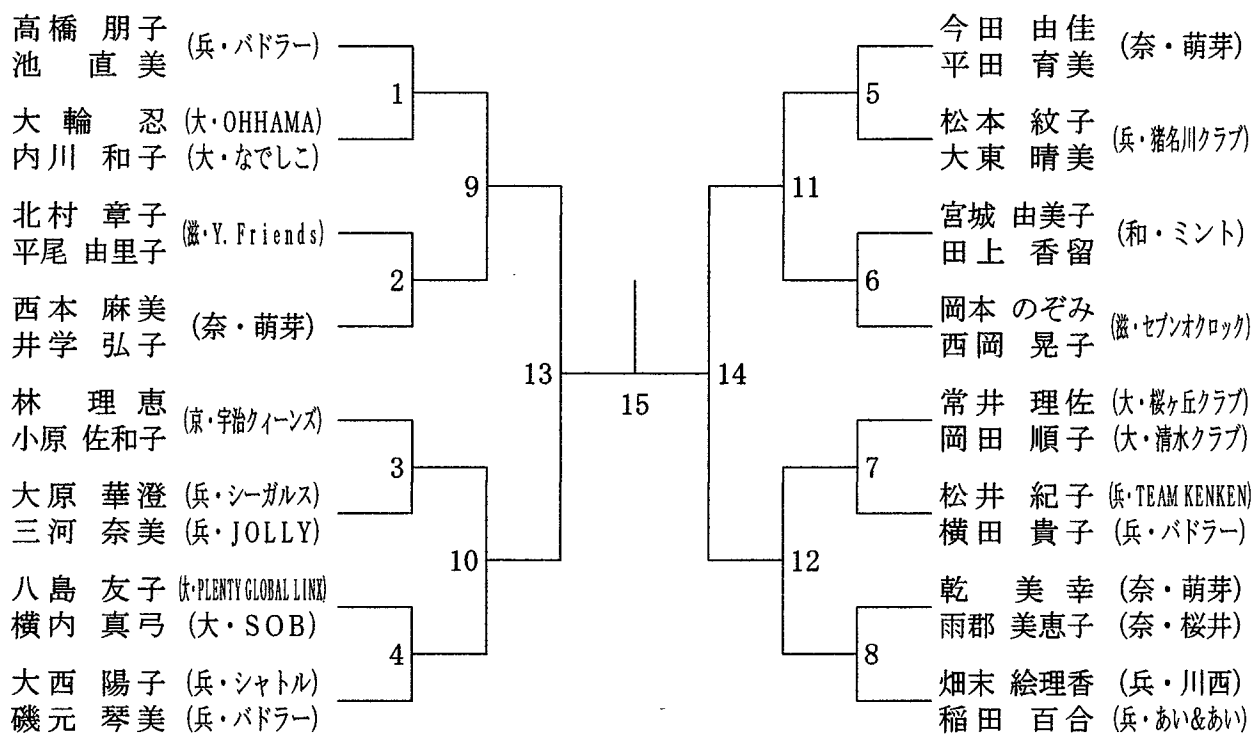 髙橋 朋子 (兵・バドラー)
池 直美
1
大輪 忍 (大・OHHAMA)
内川 和子 (大・なでしこ)
9
北村 章子 (滋・Y. Friends)
平尾 由里子
2
西本 麻美 (奈・萌芽)
井学 弘子
13
林 理恵 (京・宇治クィーンズ)
小原 佐和子
3
大原 華澄 (兵・シーガルス)
三河 奈美 (兵・JOLLY)
10
八島 友子 (大・PLENTY GLOBAL LINX)
横内 真弓 (大・SOB)
4
大西 陽子 (兵・シャトル)
磯元 琴美 (兵・バドラー)
15
今田 由佳 (奈・萌芽)
平田 育美
5
松本 紋子 (兵・猪名川クラブ)
大東 晴美
11
宮城 由美子 (和・ミント)
田上 香留
6
岡本 のぞみ (滋・セブンオクロック)
西岡 晃子
14
常井 理佐 (大・桜ヶ丘クラブ)
岡田 順子 (大・清水クラブ)
7
松井 紀子 (兵・TEAM KENKEN)
横田 貴子 (兵・バドラー)
12
乾 美幸 (奈・萌芽)
雨郡 美恵子 (奈・桜井)
8
畑末 絵理香 (兵・川西)
稲田 百合 (兵・あい&あい)